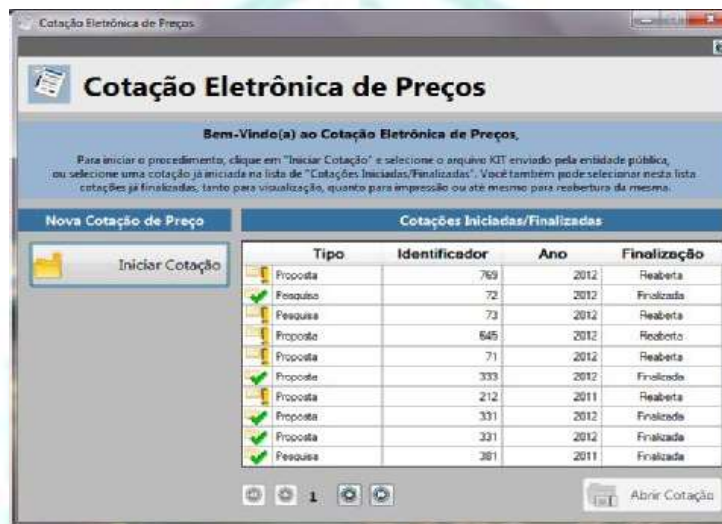 Cotação Eletrônica de Preços
Cotação Eletrônica de Preços
Bem-Vindo(a) ao Cotação Eletrônica de Preços,
Para iniciar o procedimento, clique em "Iniciar Cotação" e selecione o arquivo KIT enviado pela entidade pública,
ou selecione uma cotação já iniciada na lista de "Cotações Iniciadas/Finalizadas". Você também pode selecionar nesta lista
cotações já finalizadas, tanto para visualização, quanto para impressão ou até mesmo para reabertura da mesma.
Nova Cotação de Preço
Cotações Iniciadas/Finalizadas
Iniciar Cotação
Tipo Identificador Ano Finalização
Proposta 769 2012 Reaberta
Pesquisa 72 2012 Finalizada
Pesquisa 73 2012 Reaberta
Proposta 645 2012 Reaberta
Proposta 71 2012 Reaberta
Proposta 333 2012 Finalizada
Proposta 212 2011 Reaberta
Proposta 331 2012 Finalizada
Proposta 331 2012 Finalizada
Pesquisa 381 2011 Finalizada
1
Abrir Cotação